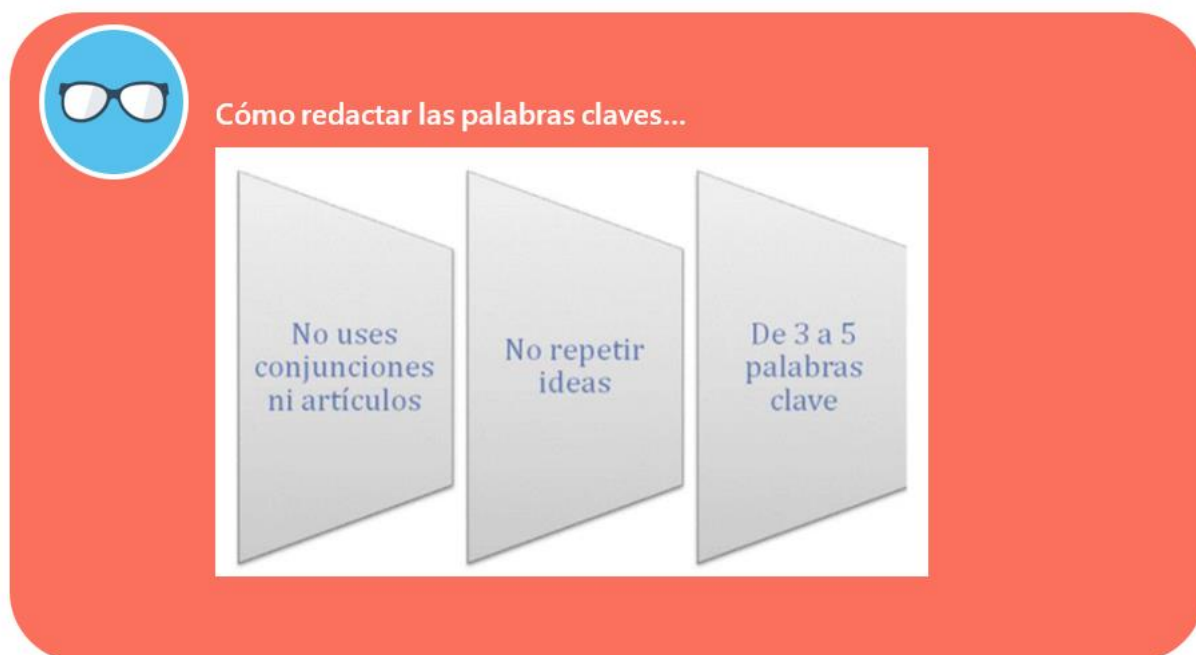 Cómo redactar las palabras claves...
No uses
conjunciones
ni artículos
No repetir
ideas
De 3 a 5
palabras
clave